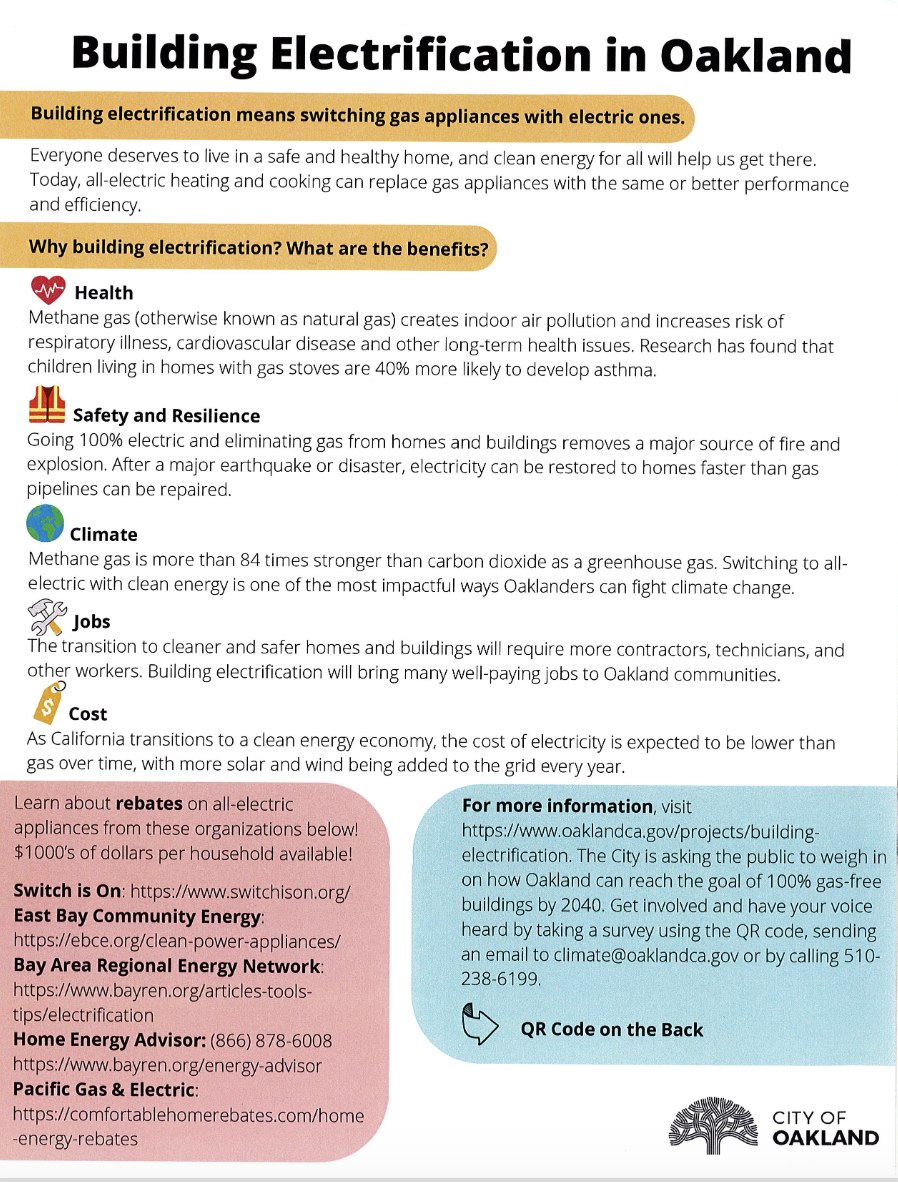 Building Electrification in Oakland
Building electrification means switching gas appliances with electric ones.
Everyone deserves to live in a safe and healthy home, and clean energy for all will help us get there.
Today, all-electric heating and cooking can replace gas appliances with the same or better performance
and efficiency.
Why building electrification? What are the benefits?
Health
Methane gas (otherwise known as natural gas) creates indoor air pollution and increases risk of
respiratory illness, cardiovascular disease and other long-term health issues. Research has found that
children living in homes with gas stoves are 40% more likely to develop asthma.
Safety and Resilience
Going 100% electric and eliminating gas from homes and buildings removes a major source of fire and
explosion. After a major earthquake or disaster, electricity can be restored to homes faster than gas
pipelines can be repaired.
Climate
Methane gas is more than 84 times stronger than carbon dioxide as a greenhouse gas. Switching to all-
electric with clean energy is one of the most impactful ways Oaklanders can fight climate change.
Jobs
The transition to cleaner and safer homes and buildings will require more contractors, technicians, and
other workers. Building electrification will bring many well-paying jobs to Oakland communities.
$
Cost
As California transitions to a clean energy economy, the cost of electricity is expected to be lower than
gas over time, with more solar and wind being added to the grid every year.
Learn about rebates on all-electric
appliances from these organizations below!
$1000's of dollars per household available!
Switch is On: https://www.switchison.org/
East Bay Community Energy:
https://ebce.org/clean-power-appliances/
Bay Area Regional Energy Network:
https://www.bayren.org/articles-tools-
tips/electrification
Home Energy Advisor: (866) 878-6008
https://www.bayren.org/energy-advisor
Pacific Gas & Electric:
https://comfortablehomerebates.com/home
-energy-rebates
For more information, visit
https://www.oaklandca.gov/projects/building-
electrification. The City is asking the public to weigh in
on how Oakland can reach the goal of 100% gas-free
buildings by 2040. Get involved and have your voice
heard by taking a survey using the QR code, sending
an email to climate@oaklandca.gov or by calling 510-
238-6199.
QR Code on the Back
CITY OF
OAKLAND